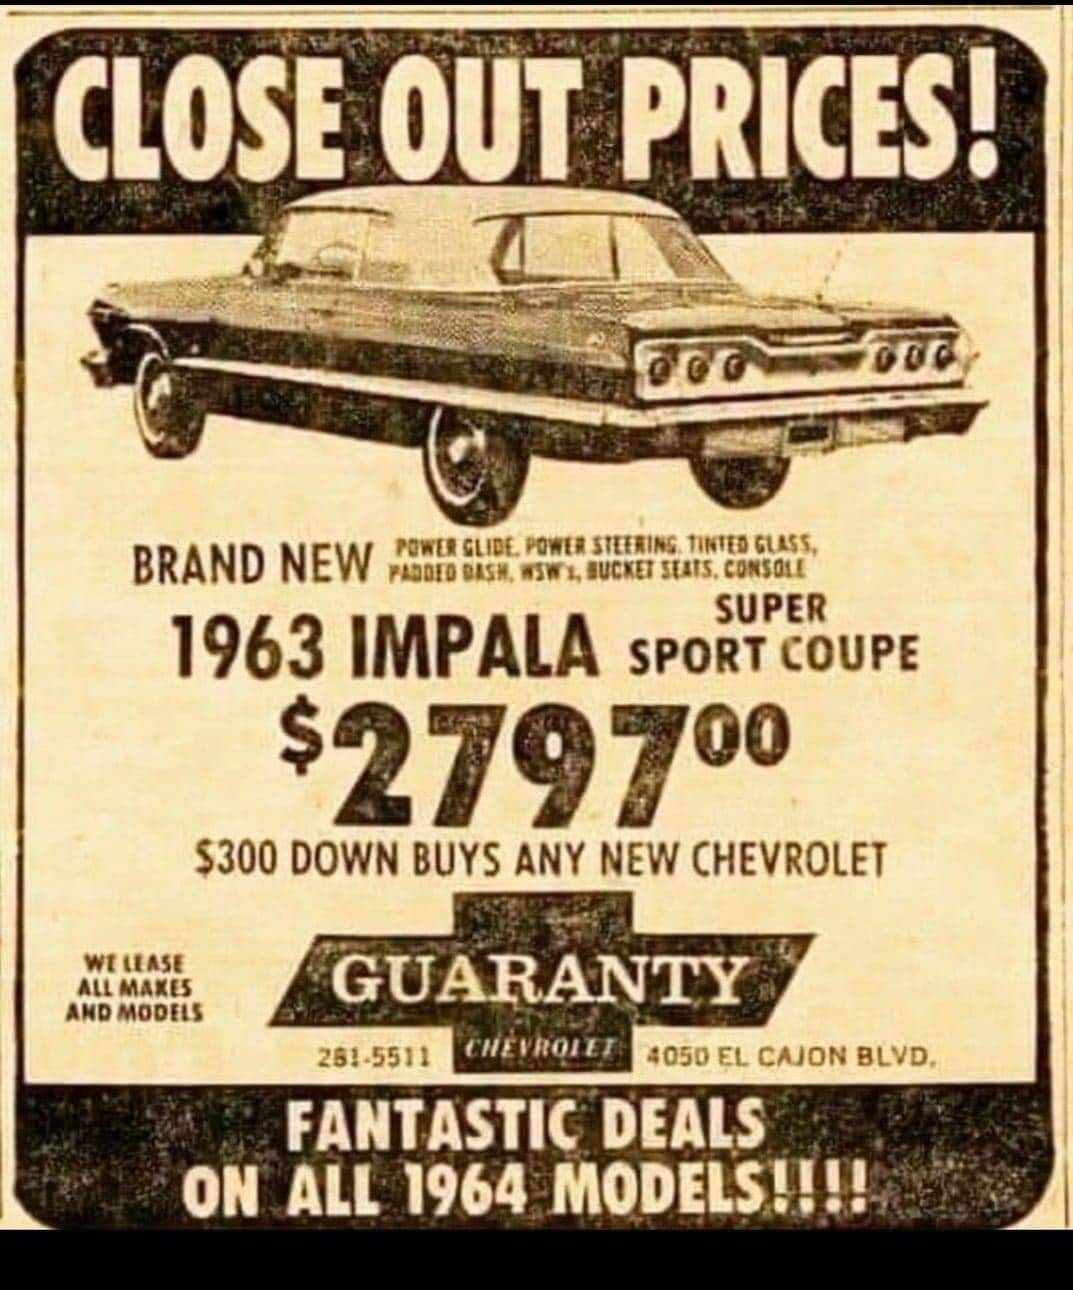 CLOSE OUT PRICES!
BRAND NEW POWER GLIDE, POWER STEERING, TINTED GLASS,
PADDED DASH, WSW's, BUCKET SEATS, CONSOLE
1963 IMPALA SUPER
SPORT COUPE
$2797⁰⁰
$300 DOWN BUYS ANY NEW CHEVROLET
WE LEASE
ALL MAKES
AND MODELS
GUARANTY
CHEVROLET
281-5511
4050 EL CAJON BLVD.
FANTASTIC DEALS
ON ALL 1964 MODELS!!!!